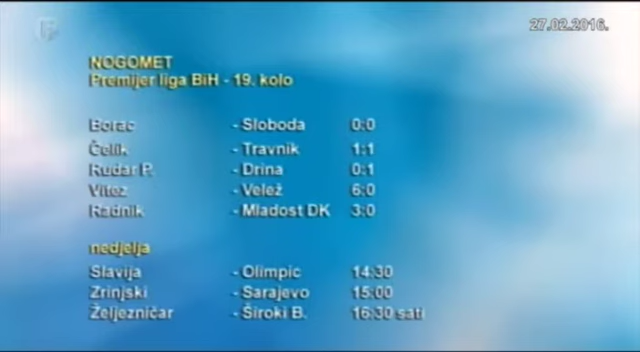 27.02.2016.
NOGOMET
Premijer liga BiH - 19. kolo
Borac - Sloboda 0:0
Čelik - Travnik 1:1
Rudar P. - Drina 0:1
Vitez - Velež 6:0
Radnik - Mladost DK 3:0
nedjelja
Slavija - Olimpic 14:30
Zrinjski - Sarajevo 15:00
Željezničar - Široki B. 16:30 sati